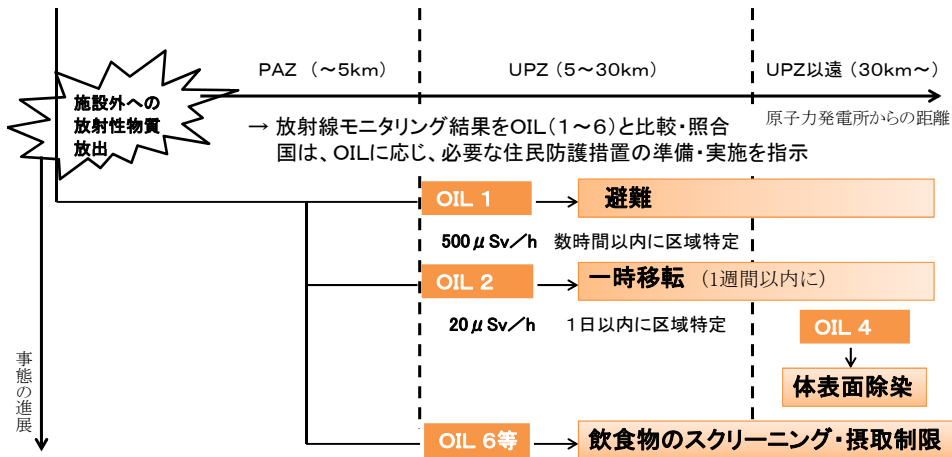 PAZ （～5km）
UPZ （5～30km）
UPZ以遠 （30km～）
施設外への
放射性物質
放出
原子力発電所からの距離
→ 放射線モニタリング結果をOIL（1～6）と比較・照合
国は、OILに応じ、必要な住民防護措置の準備・実施を指示
OIL 1
避難
500μSv／h 数時間以内に区域特定
OIL 2
一時移転 （1週間以内に）
20μSv／h 1日以内に区域特定
OIL 4
体表面除染
事態の進展
OIL 6等
飲食物のスクリーニング・摂取制限